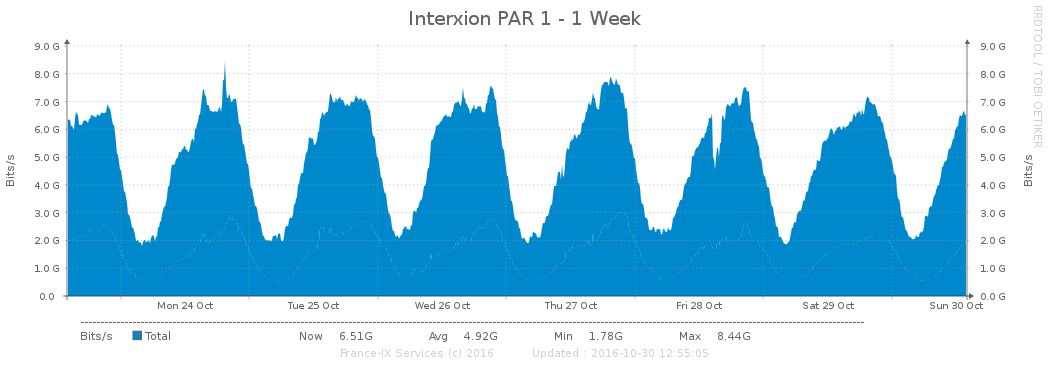 Interxion PAR 1 - 1 Week
RRDTOOL / TOBI OETIKER
Bits/s
9.0 G 9.0 G
8.0 G 8.0 G
7.0 G 7.0 G
6.0 G 6.0 G
5.0 G 5.0 G
4.0 G 4.0 G
3.0 G 3.0 G
2.0 G 2.0 G
1.0 G 1.0 G
0.0 0.0 G
Bits/s
Mon 24 Oct Tue 25 Oct Wed 26 Oct Thu 27 Oct Fri 28 Oct Sat 29 Oct Sun 30 Oct
Bits/s Total Now 6.51G Avg 4.92G Min 1.78G Max 8.44G
France-IX Services (c) 2016 Updated : 2016-10-30 12:55:05